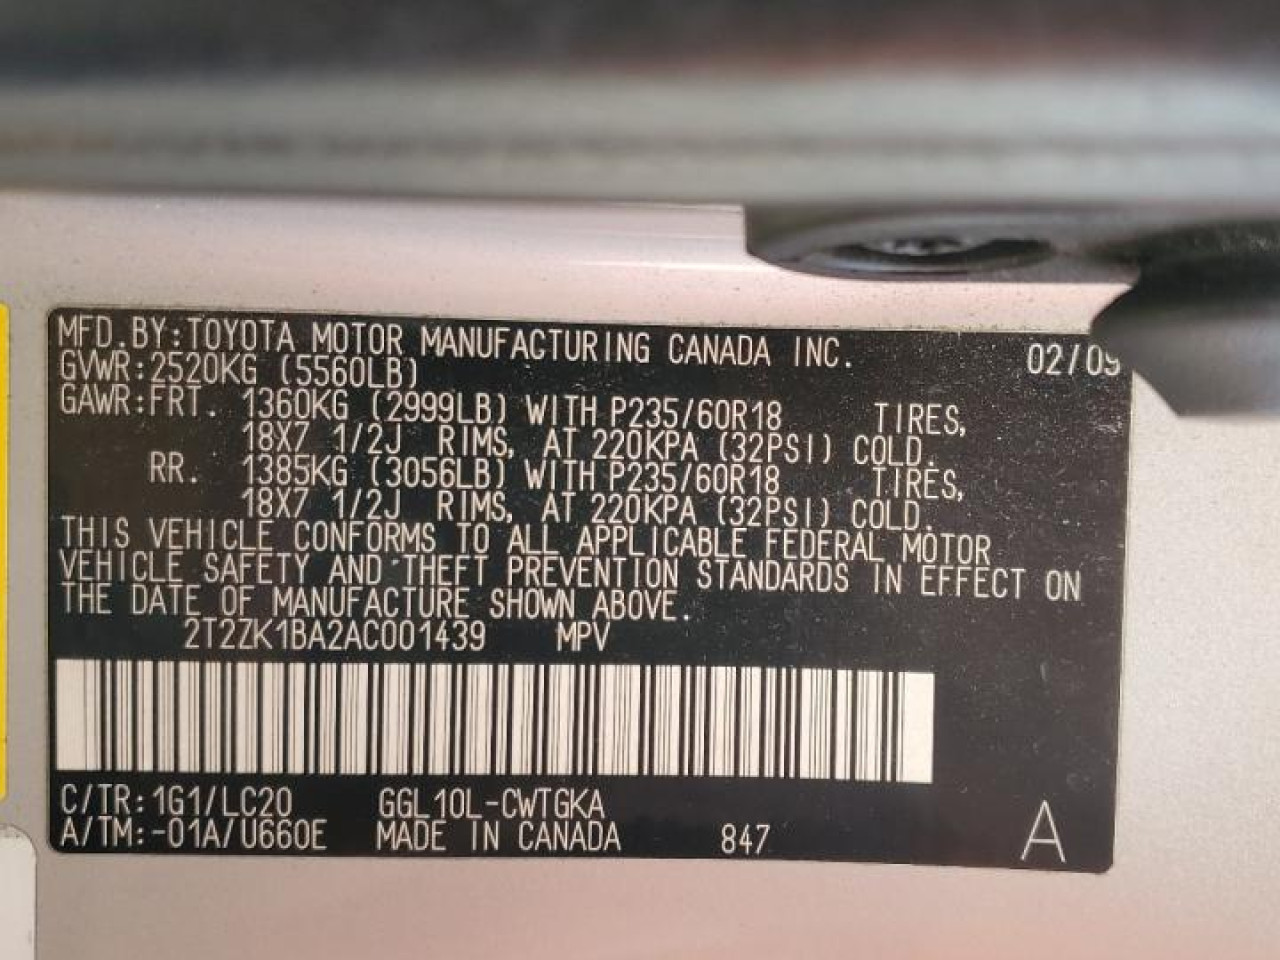 MFD.BY:TOYOTA MOTOR MANUFACTURING CANADA INC. 02/09
GVWR:2520KG (5560LB)
GAWR:FRT. 1360KG (2999LB) WITH P235/60R18 TIRES,
18X7 1/2J RIMS, AT 220KPA (32PSI) COLD.
RR. 1385KG (3056LB) WITH P235/60R18 TIRES,
18X7 1/2J RIMS, AT 220KPA (32PSI) COLD.
THIS VEHICLE CONFORMS TO ALL APPLICABLE FEDERAL MOTOR
VEHICLE SAFETY AND THEFT PREVENTION STANDARDS IN EFFECT ON
THE DATE OF MANUFACTURE SHOWN ABOVE.
2T2ZK1BA2AC001439 MPV
C/TR:1G1/LC20 GGL10L-CWTGKA
A/TM:-01A/U660E MADE IN CANADA 847 A